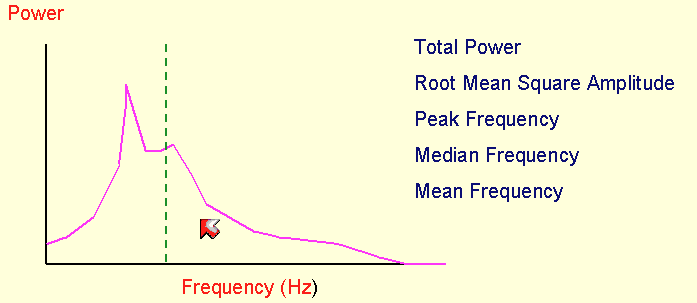 Power
Total Power
Root Mean Square Amplitude
Peak Frequency
Median Frequency
Mean Frequency
Frequency (Hz)